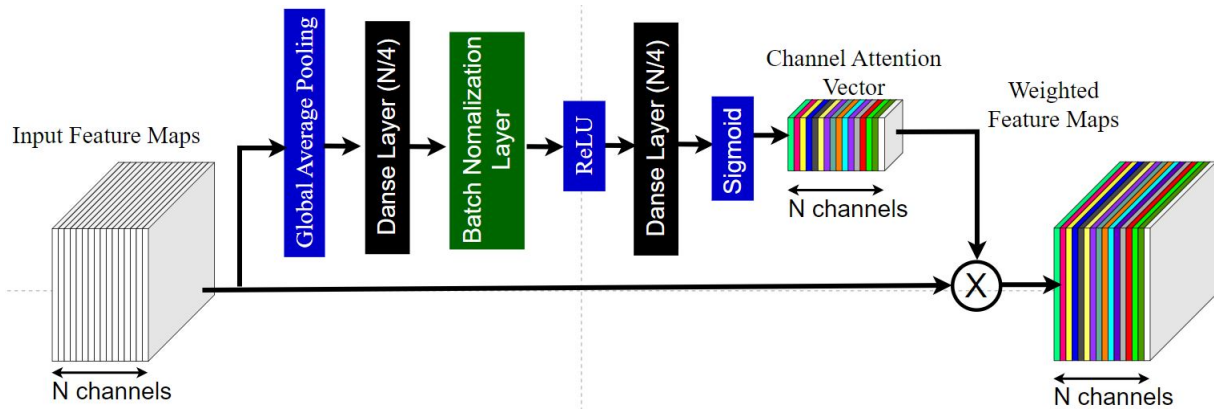 Input Feature Maps
N channels
Global Average Pooling
Danse Layer (N/4)
Batch Nomalization
Layer
ReLU
Danse Layer (N/4)
Sigmoid
Channel Attention
Vector
N channels
X
Weighted
Feature Maps
N channels